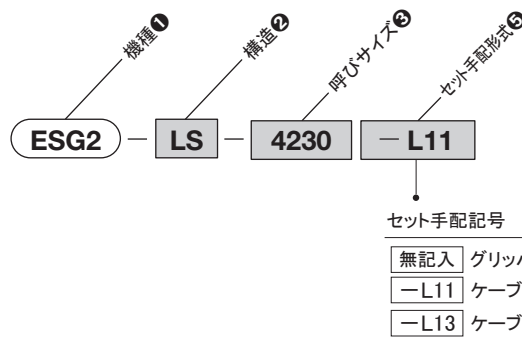 機種❶
構造❷
呼びサイズ❸
セット手配形式❺
ESG2 － LS － 4230 －L11
セット手配記号
無記入 グリッパ
－L11 ケーブ
－L13 ケーブ